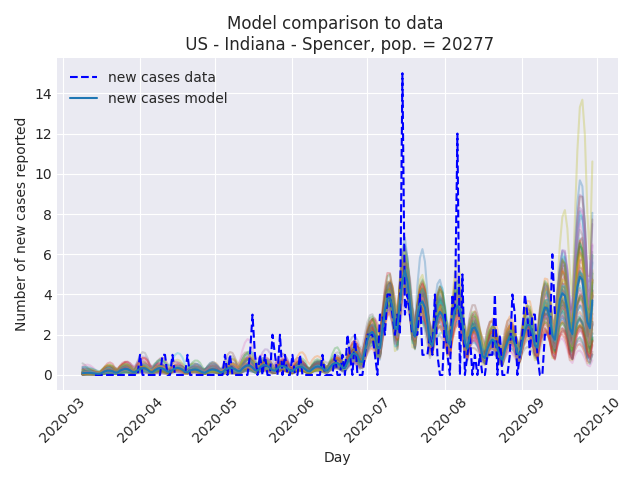 Model comparison to data
US - Indiana - Spencer, pop. = 20277
new cases data
new cases model
Number of new cases reported
14
12
10
8
6
4
2
0
2020-03
2020-04
2020-05
2020-06
2020-07
2020-08
2020-09
2020-10
Day